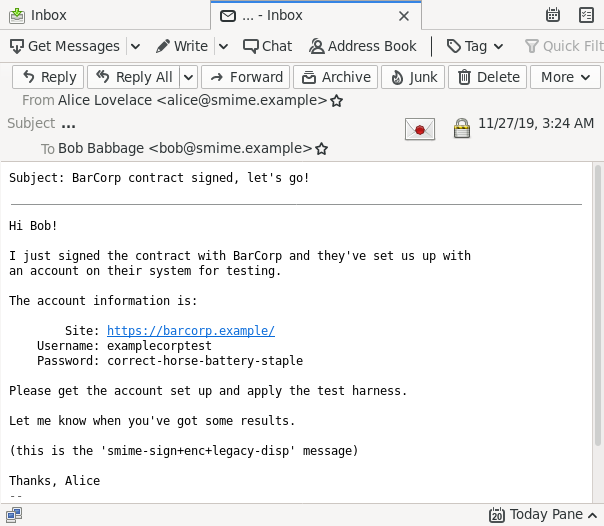 Inbox
... - Inbox
Get Messages Write Chat Address Book Tag Quick Filt
Reply Reply All Forward Archive Junk Delete More
From Alice Lovelace <alice@smime.example>
Subject ...
11/27/19, 3:24 AM
To Bob Babbage <bob@smime.example>
Subject: BarCorp contract signed, let's go!
Hi Bob!
I just signed the contract with BarCorp and they've set us up with
an account on their system for testing.
The account information is:
Site: https://barcorp.example/
Username: examplecorptest
Password: correct-horse-battery-staple
Please get the account set up and apply the test harness.
Let me know when you've got some results.
(this is the 'smime-sign+enc+legacy-disp' message)
Thanks, Alice
--
20 Today Pane